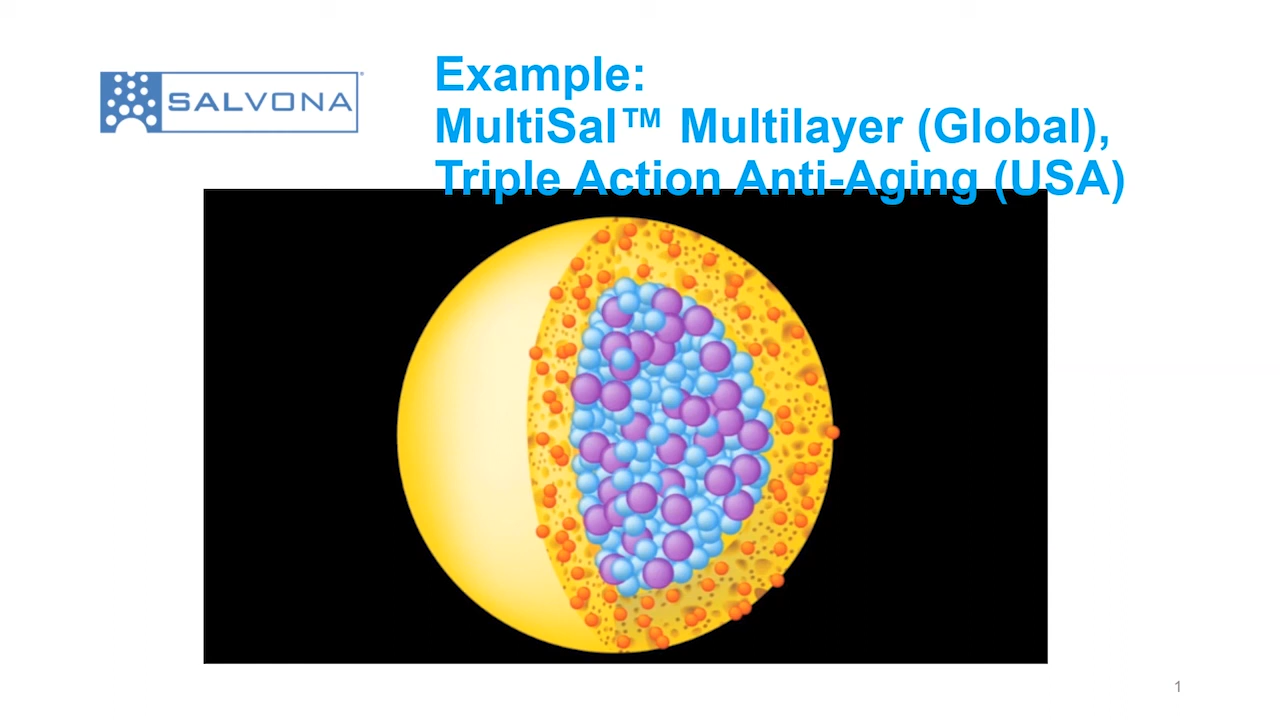 SALVONA
Example:
MultiSal™ Multilayer (Global),
Triple Action Anti-Aging (USA)
1